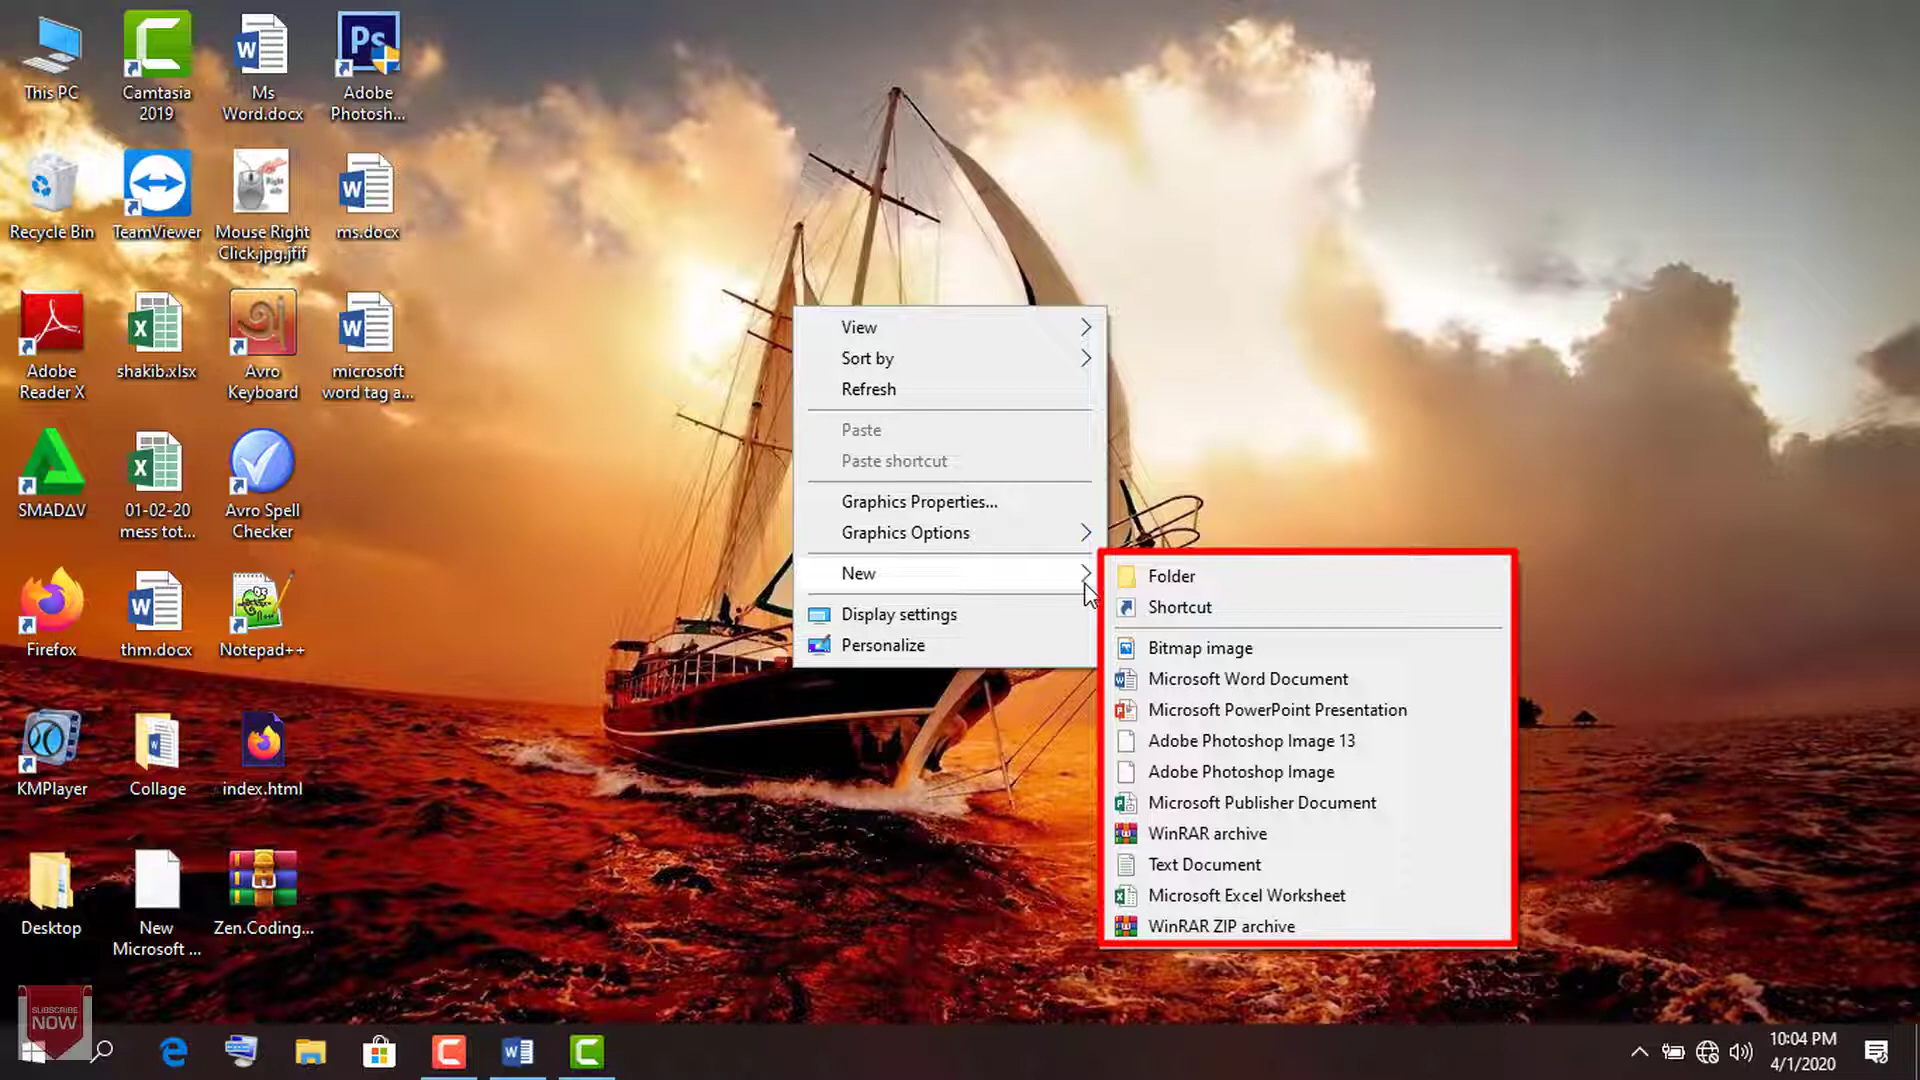 This PC
Camtasia
2019
Ms
Word.docx
Ps
Adobe
Photosh...
Recycle Bin
TeamViewer
Right
side
Mouse Right
Click.jpg.jfif
ms.docx
Adobe
Reader X
shakib.xlsx
Avro
Keyboard
microsoft
word tag a...
SMADΔV
01-02-20
mess tot...
Avro Spell
Checker
Firefox
thm.docx
Notepad++
KMPlayer
Collage
index.html
Desktop
New
Microsoft ...
Zen.Coding...
View
Sort by
Refresh
Paste
Paste shortcut
Graphics Properties...
Graphics Options
New
Display settings
Personalize
Folder
Shortcut
Bitmap image
Microsoft Word Document
Microsoft PowerPoint Presentation
Adobe Photoshop Image 13
Adobe Photoshop Image
Microsoft Publisher Document
WinRAR archive
Text Document
Microsoft Excel Worksheet
WinRAR ZIP archive
SUBSCRIBE
NOW
10:04 PM
4/1/2020